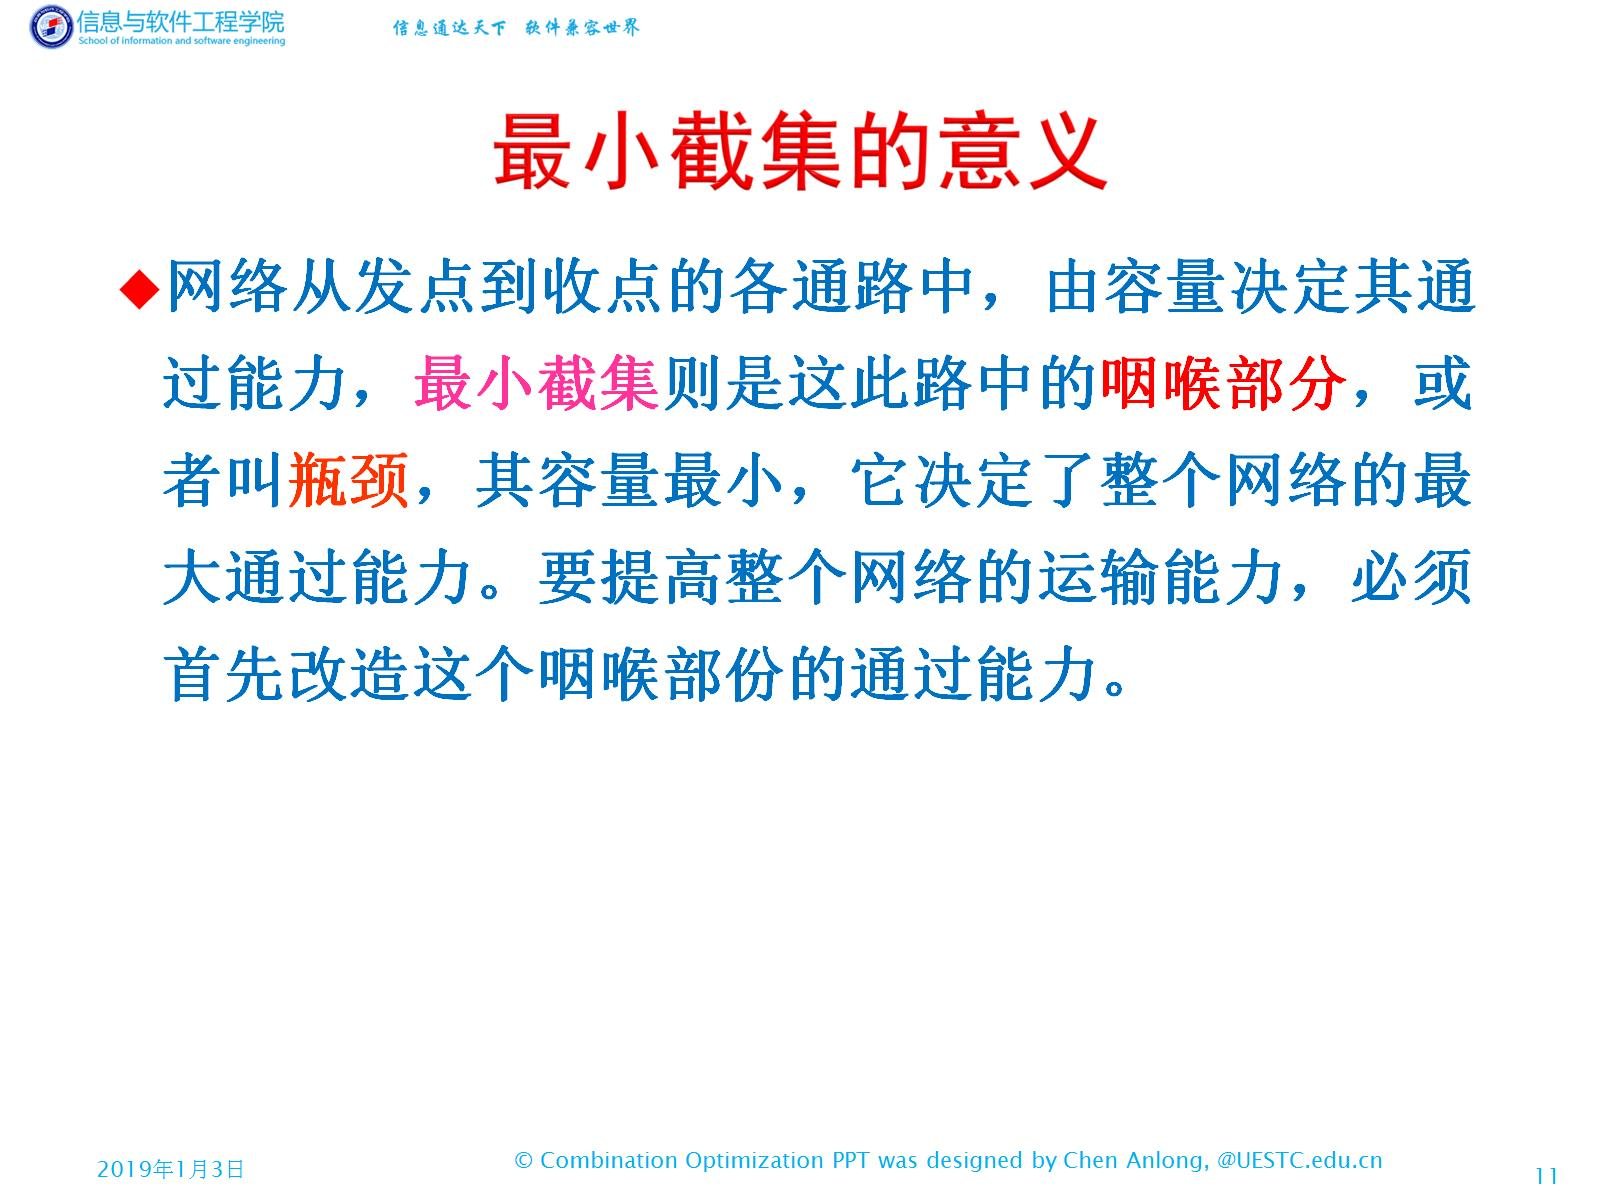 信息与软件工程学院
School of information and software engineering
信息通达天下 软件兼容世界
最小截集的意义
网络从发点到收点的各通路中，由容量决定其通
过能力，最小截集则是这此路中的咽喉部分，或
者叫瓶颈，其容量最小，它决定了整个网络的最
大通过能力。要提高整个网络的运输能力，必须
首先改造这个咽喉部份的通过能力。
2019年1月3日
© Combination Optimization PPT was designed by Chen Anlong, @UESTC.edu.cn
11